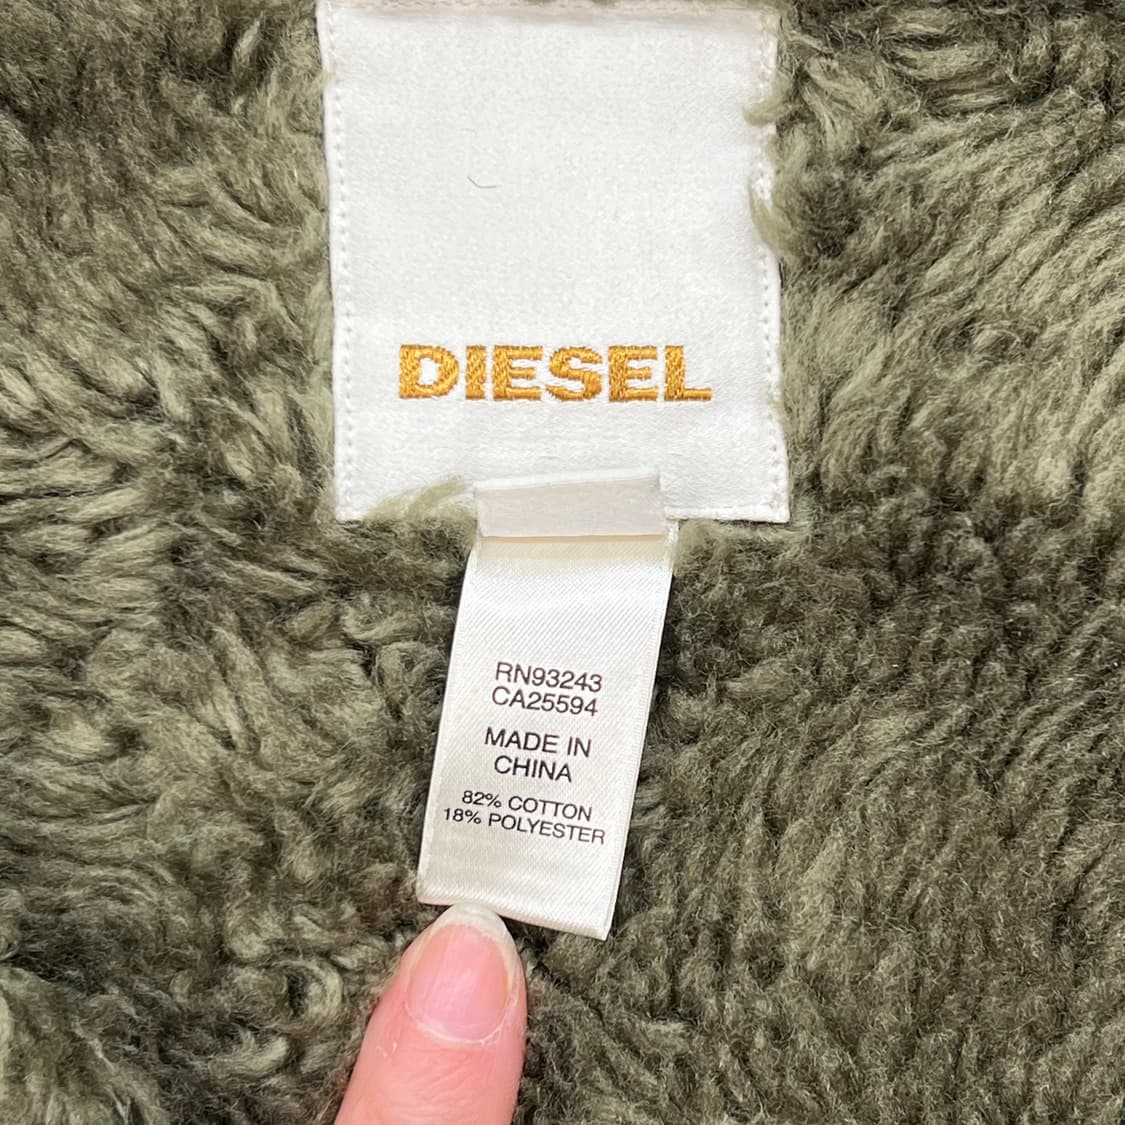 DIESEL
RN93243
CA25594
MADE IN
CHINA
82% COTTON
18% POLYESTER